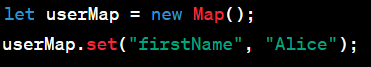 let userMap = new Map();
userMap.set("firstName", "Alice");